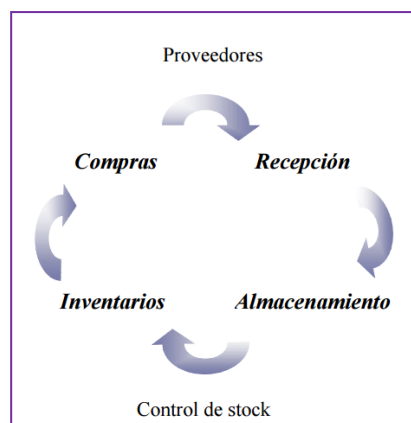 Proveedores
Compras
Recepción
Inventarios
Almacenamiento
Control de stock